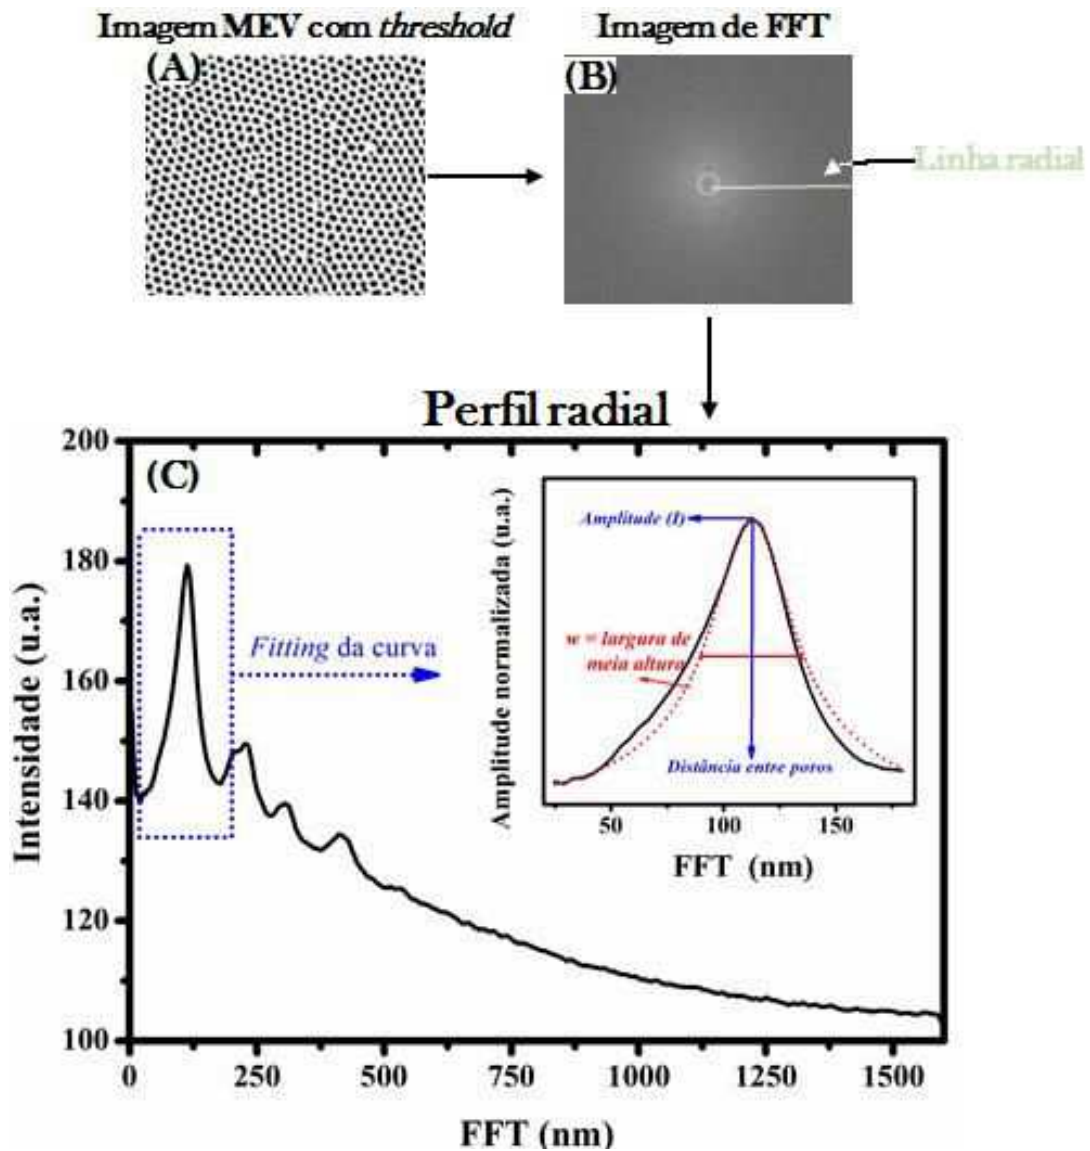 Imagem MEV com threshold
Imagem de FFT
(A)
(B)
Linha radial
Perfil radial
(C)
200
180
160
140
120
100
Intensidade (u.a.)
0
250
500
750
1000
1250
1500
FFT (nm)
Fitting da curva
Amplitude normalizada (u.a.)
Amplitude (I)
w = largura de
meia altura
Distância entre poros
50
100
150
FFT (nm)